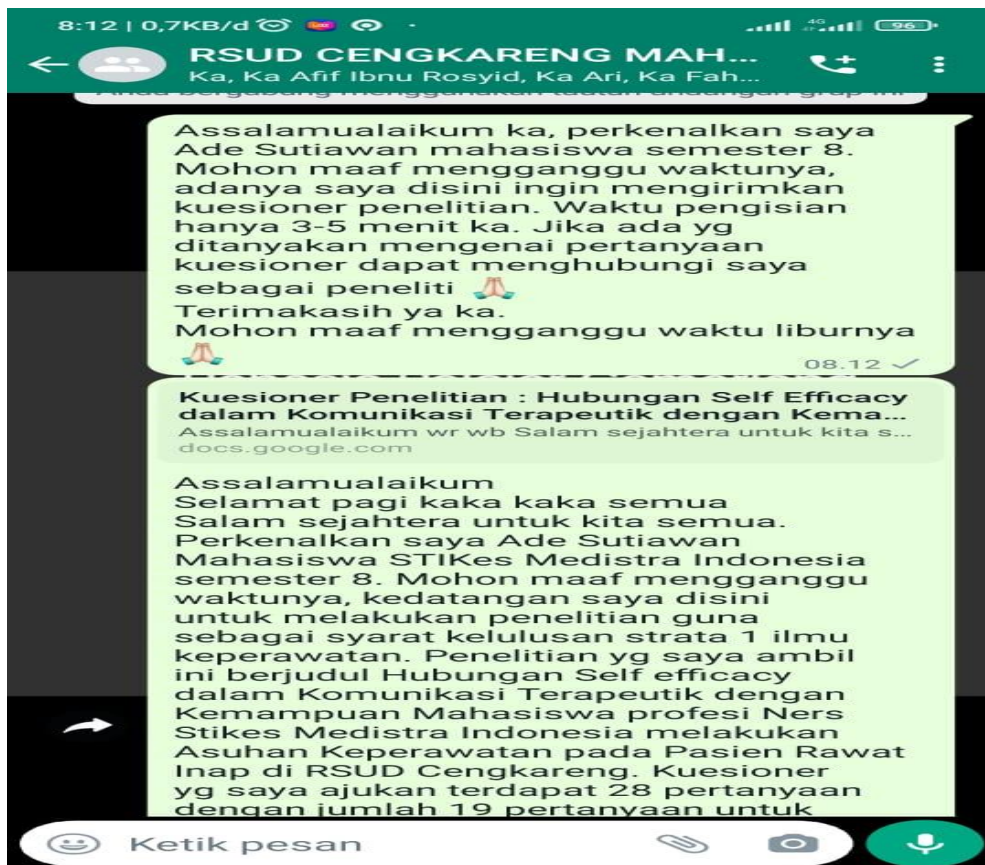 8:12 | 0,7KB/d
4G
96
RSUD CENGKARENG MAH...
Ka, Ka Afif Ibnu Rosyid, Ka Ari, Ka Fah...
Assalamualaikum ka, perkenalkan saya
Ade Sutiawan mahasiswa semester 8.
Mohon maaf mengganggu waktunya,
adanya saya disini ingin mengirimkan
kuesioner penelitian. Waktu pengisian
hanya 3-5 menit ka. Jika ada yg
ditanyakan mengenai pertanyaan
kuesioner dapat menghubungi saya
sebagai peneliti 🙏🏻
Terimakasih ya ka.
Mohon maaf mengganggu waktu liburnya
🙏🏻
08.12
Kuesioner Penelitian : Hubungan Self Efficacy
dalam Komunikasi Terapeutik dengan Kema...
Assalamualaikum wr wb Salam sejahtera untuk kita s...
docs.google.com
Assalamualaikum
Selamat pagi kaka kaka semua
Salam sejahtera untuk kita semua.
Perkenalkan saya Ade Sutiawan
Mahasiswa STIKes Medistra Indonesia
semester 8. Mohon maaf mengganggu
waktunya, kedatangan saya disini
untuk melakukan penelitian guna
sebagai syarat kelulusan strata 1 ilmu
keperawatan. Penelitian yg saya ambil
ini berjudul Hubungan Self efficacy
dalam Komunikasi Terapeutik dengan
Kemampuan Mahasiswa profesi Ners
Stikes Medistra Indonesia melakukan
Asuhan Keperawatan pada Pasien Rawat
Inap di RSUD Cengkareng. Kuesioner
yg saya ajukan terdapat 28 pertanyaan
dengan jumlah 19 pertanyaan untuk
Ketik pesan